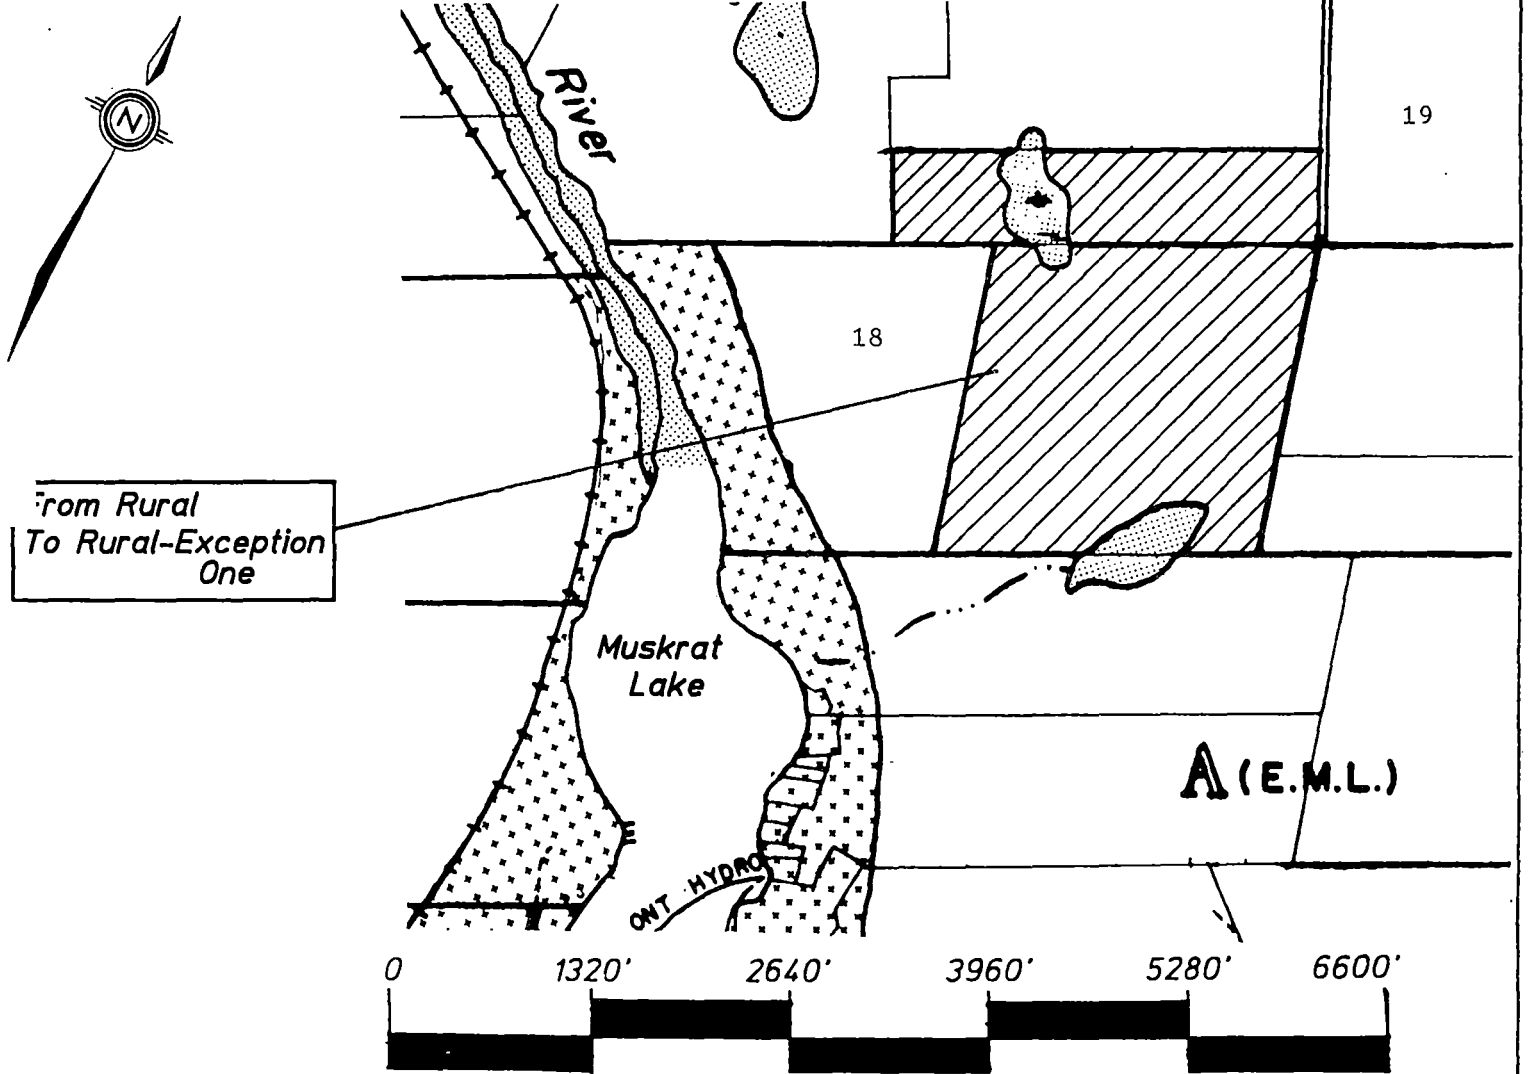 N
River
19
18
From Rural
To Rural-Exception
One
Muskrat
Lake
A (E.M.L.)
ONT HYDRO
0 1320' 2640' 3960' 5280' 6600'